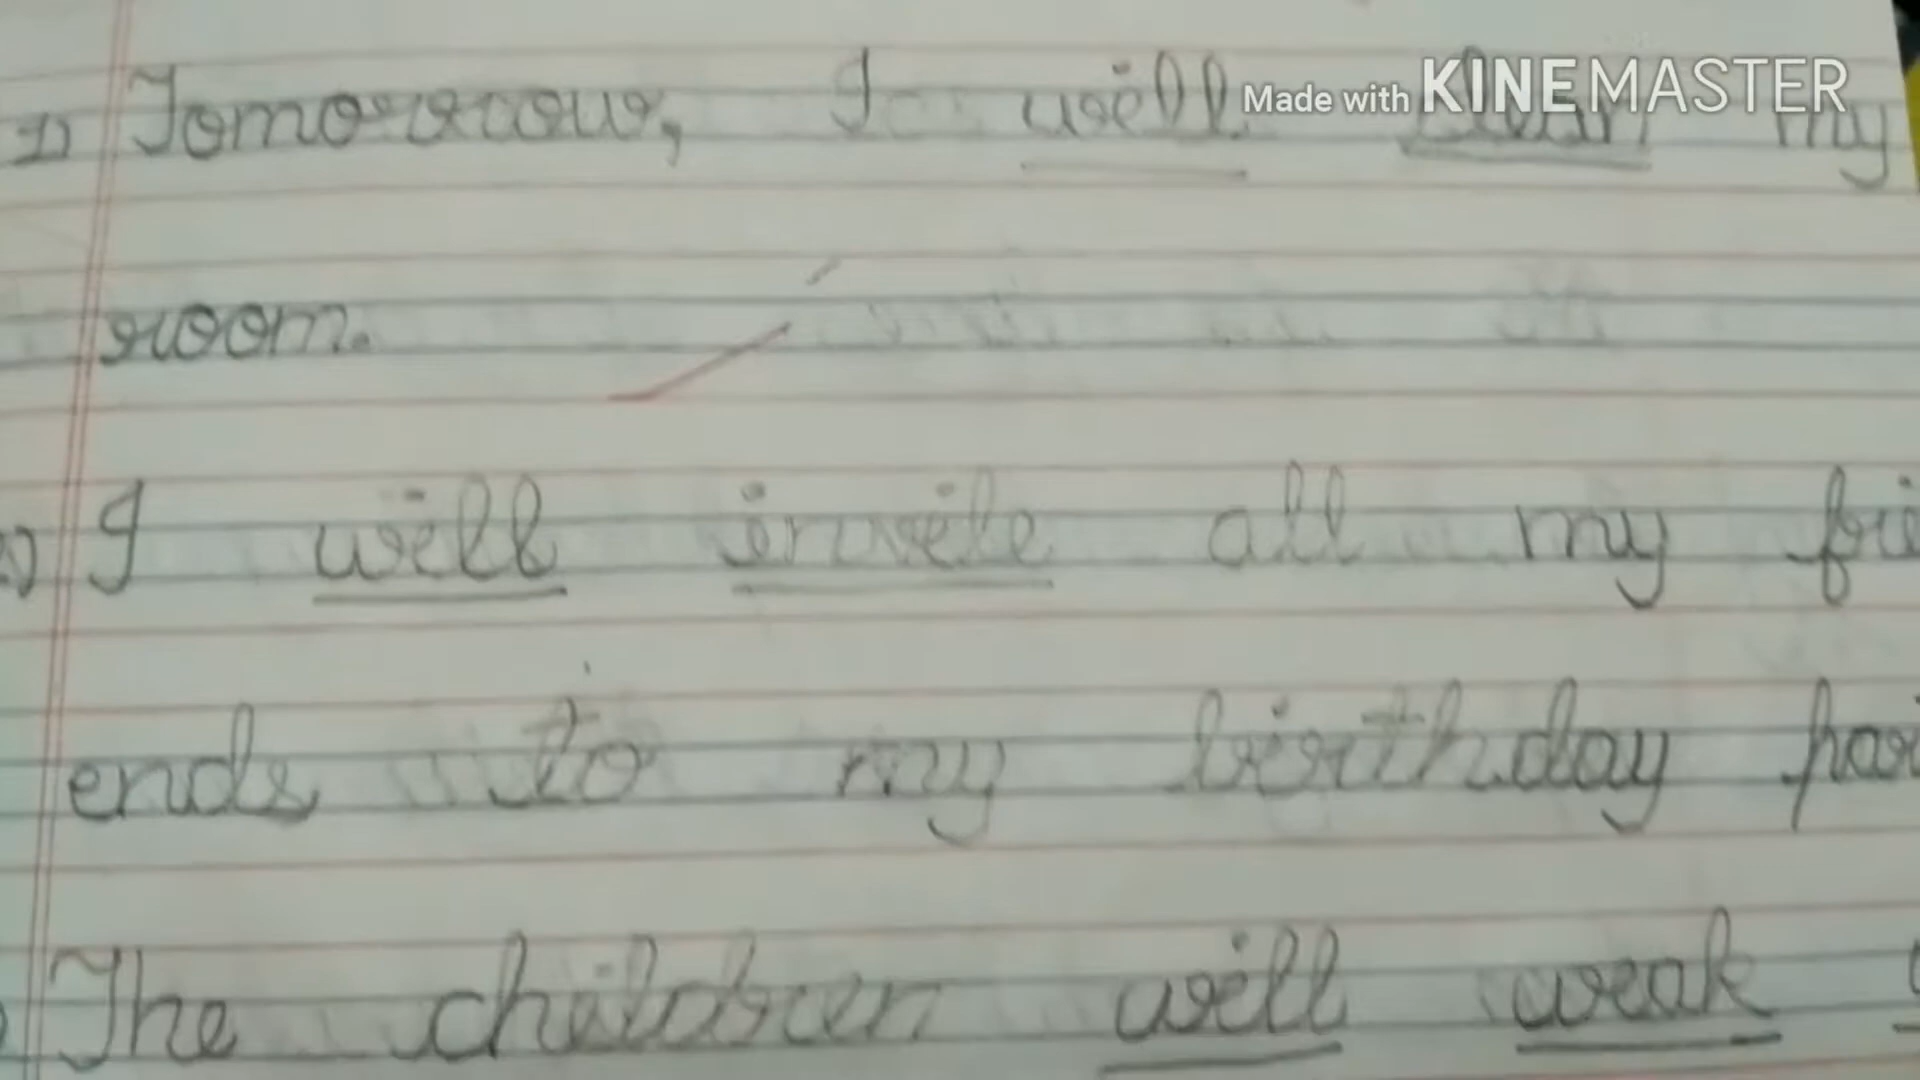 1) Tomorrow, I will clean my
Made with KINEMASTER
room.
2) I will invite all my fri
ends to my birthday par
The children will weak